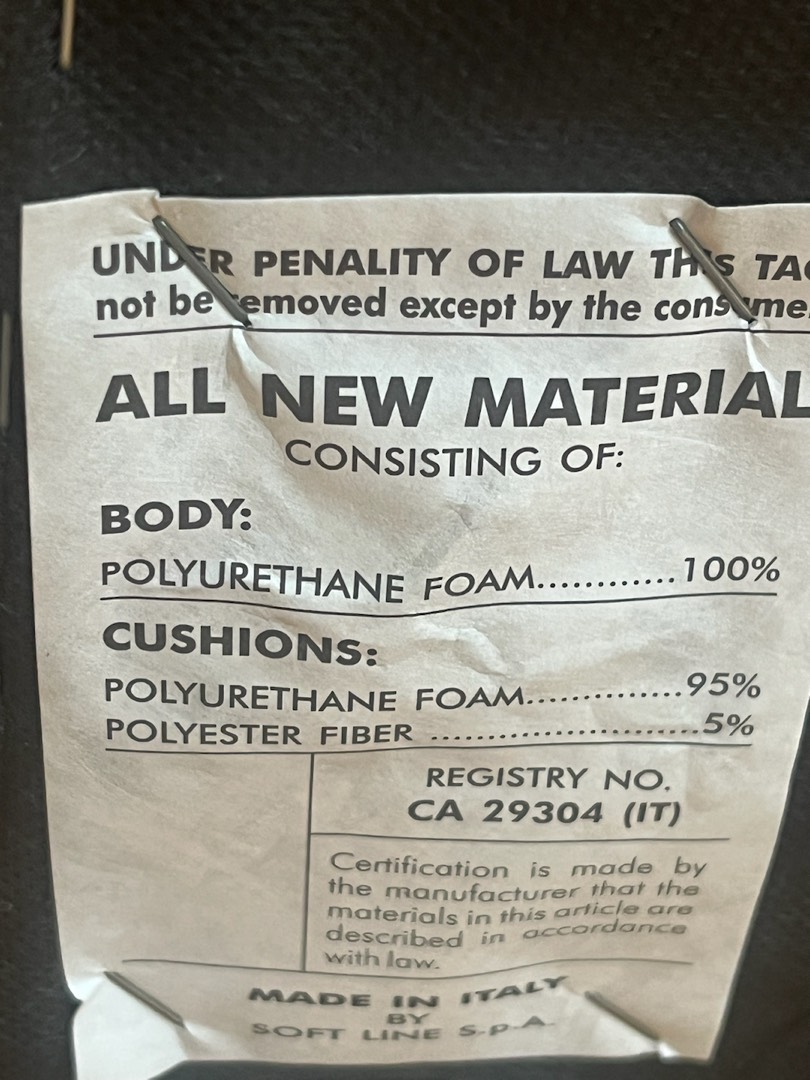 UNDER PENALITY OF LAW THIS TAG
not be removed except by the consumer
ALL NEW MATERIAL
CONSISTING OF:
BODY:
POLYURETHANE FOAM............100%
CUSHIONS:
POLYURETHANE FOAM..............95%
POLYESTER FIBER ........................5%
REGISTRY NO.
CA 29304 (IT)
Certification is made by
the manufacturer that the
materials in this article are
described in accordance
with law.
MADE IN ITALY
BY
SOFT LINE S.p.A.